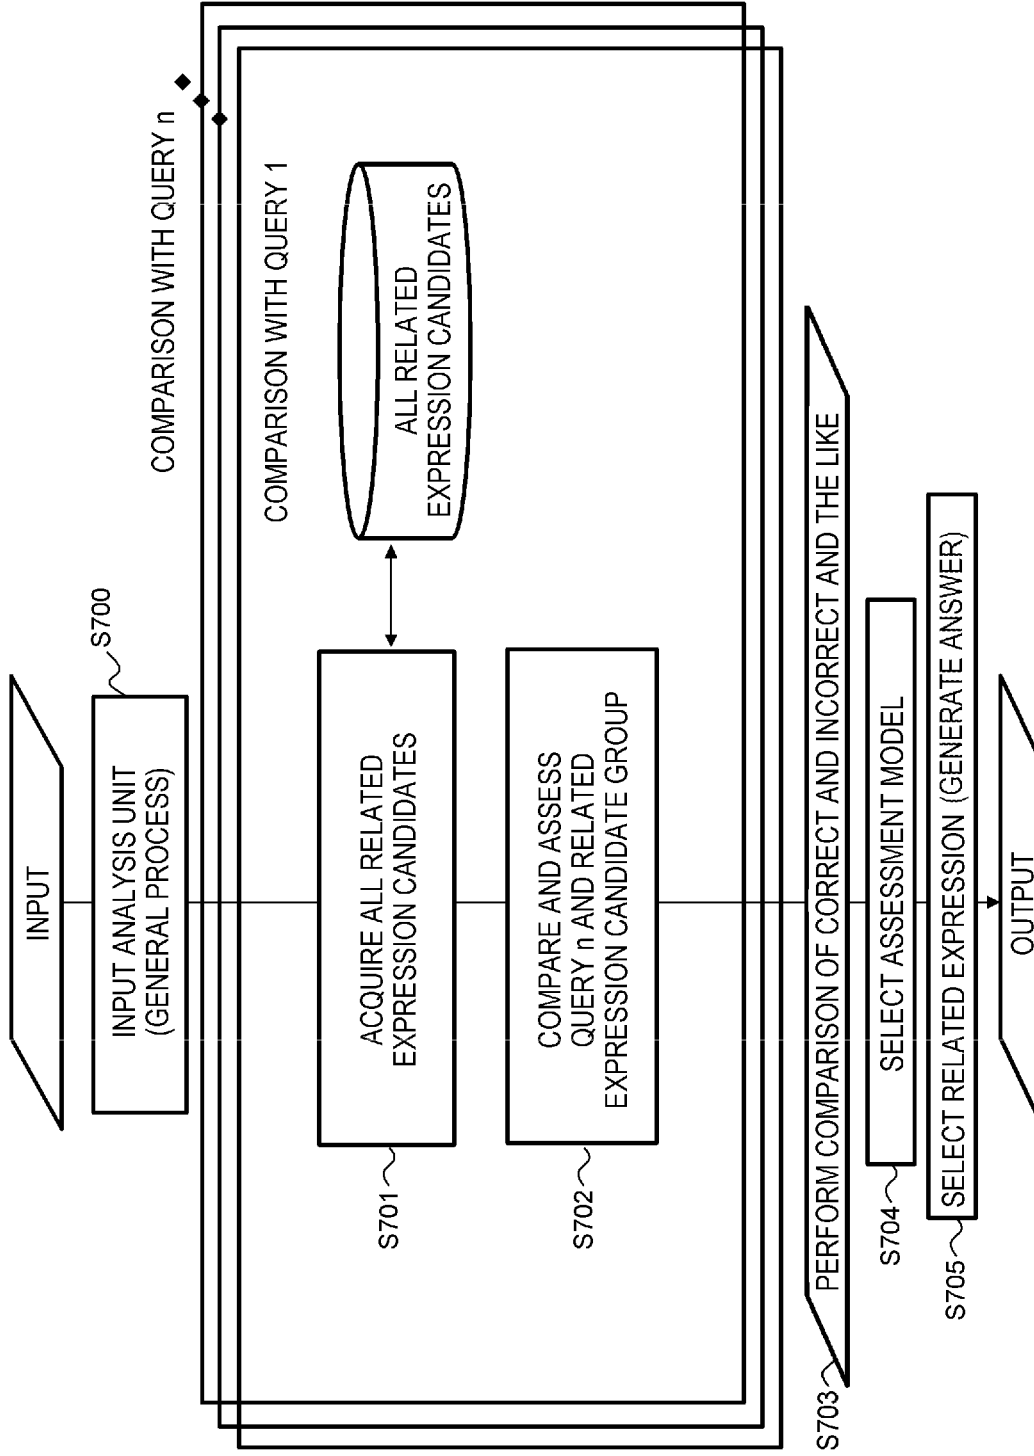 INPUT
S700
INPUT ANALYSIS UNIT
(GENERAL PROCESS)
COMPARISON WITH QUERY n
COMPARISON WITH QUERY 1
S701
ACQUIRE ALL RELATED
EXPRESSION CANDIDATES
ALL RELATED
EXPRESSION CANDIDATES
S702
COMPARE AND ASSESS
QUERY n AND RELATED
EXPRESSION CANDIDATE GROUP
S703
PERFORM COMPARISON OF CORRECT AND INCORRECT AND THE LIKE
S704
SELECT ASSESSMENT MODEL
S705
SELECT RELATED EXPRESSION (GENERATE ANSWER)
OUTPUT